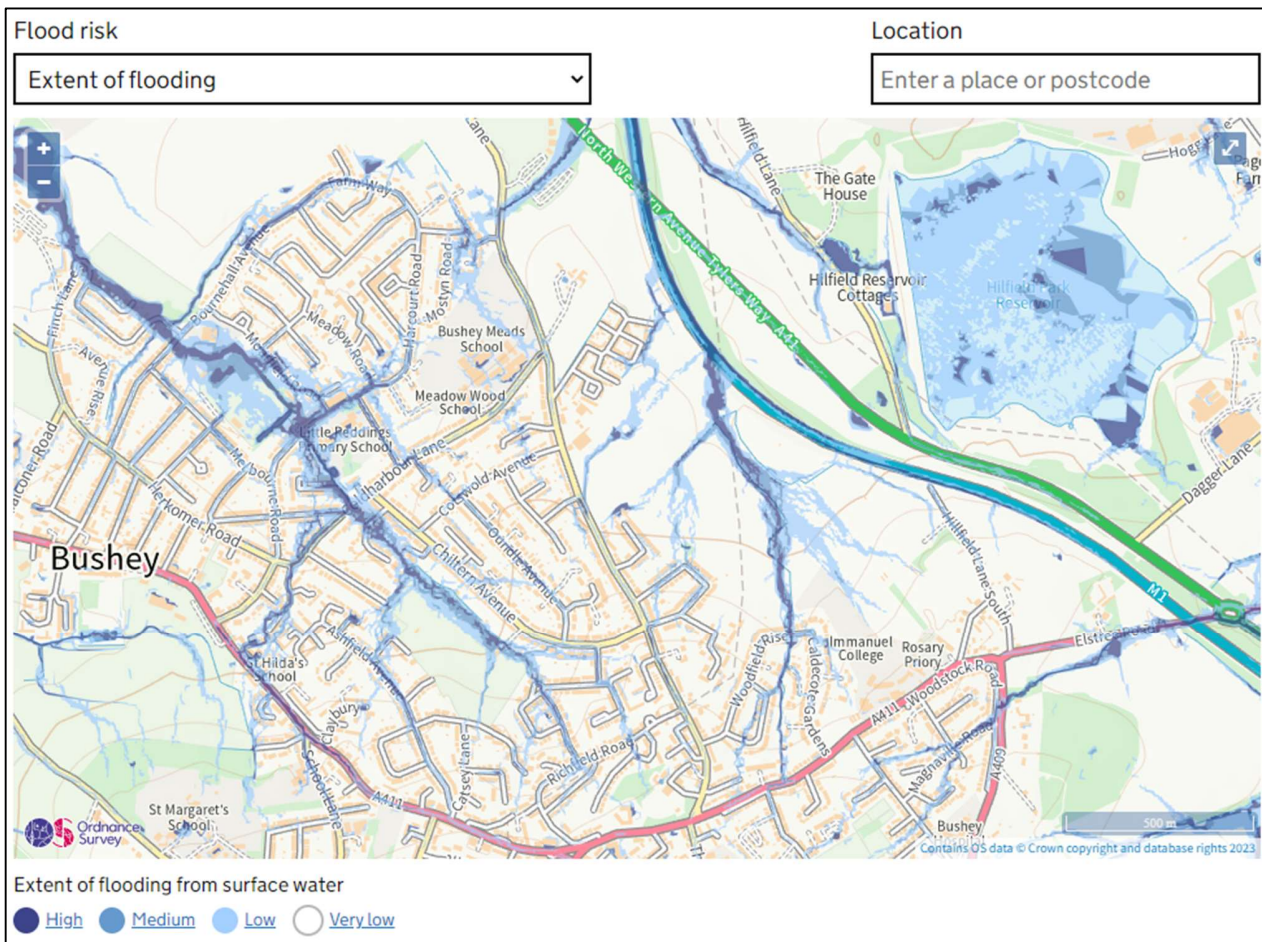 Flood risk
Location
Extent of flooding
Enter a place or postcode
+
−
North Western Avenue Tylers Way A41
Hilfield Lane
The Gate
House
Farm Way
Hilfield Reservoir
Cottages
Hilfield Park
Reservoir
Finch Lane
Bournehall Avenue
Harcourt Road
Mostyn Road
Meadow Road
Bushey Meads
School
Avenue Rise
Meadow Wood
School
Little Reddings
Primary School
Dagger Lane
Melbourne Road
Herkomer Road
Cotswold Avenue
Oundle Avenue
Chiltern Avenue
Hilfield Lane South
Bushey
M1
Elstree Road
St Hilda's
School
Ashfield Avenue
Woodfield Rise
Caldecote Gardens
Immanuel
College
Rosary
Priory
A411 Woodstock Road
Claybury
School Lane
Catsey Lane
Richfield Road
Magnaville Road
A409
A411
St Margaret's
School
Bushey
500 m
Ordnance
Survey
Contains OS data © Crown copyright and database rights 2023
Extent of flooding from surface water
High Medium Low Very low